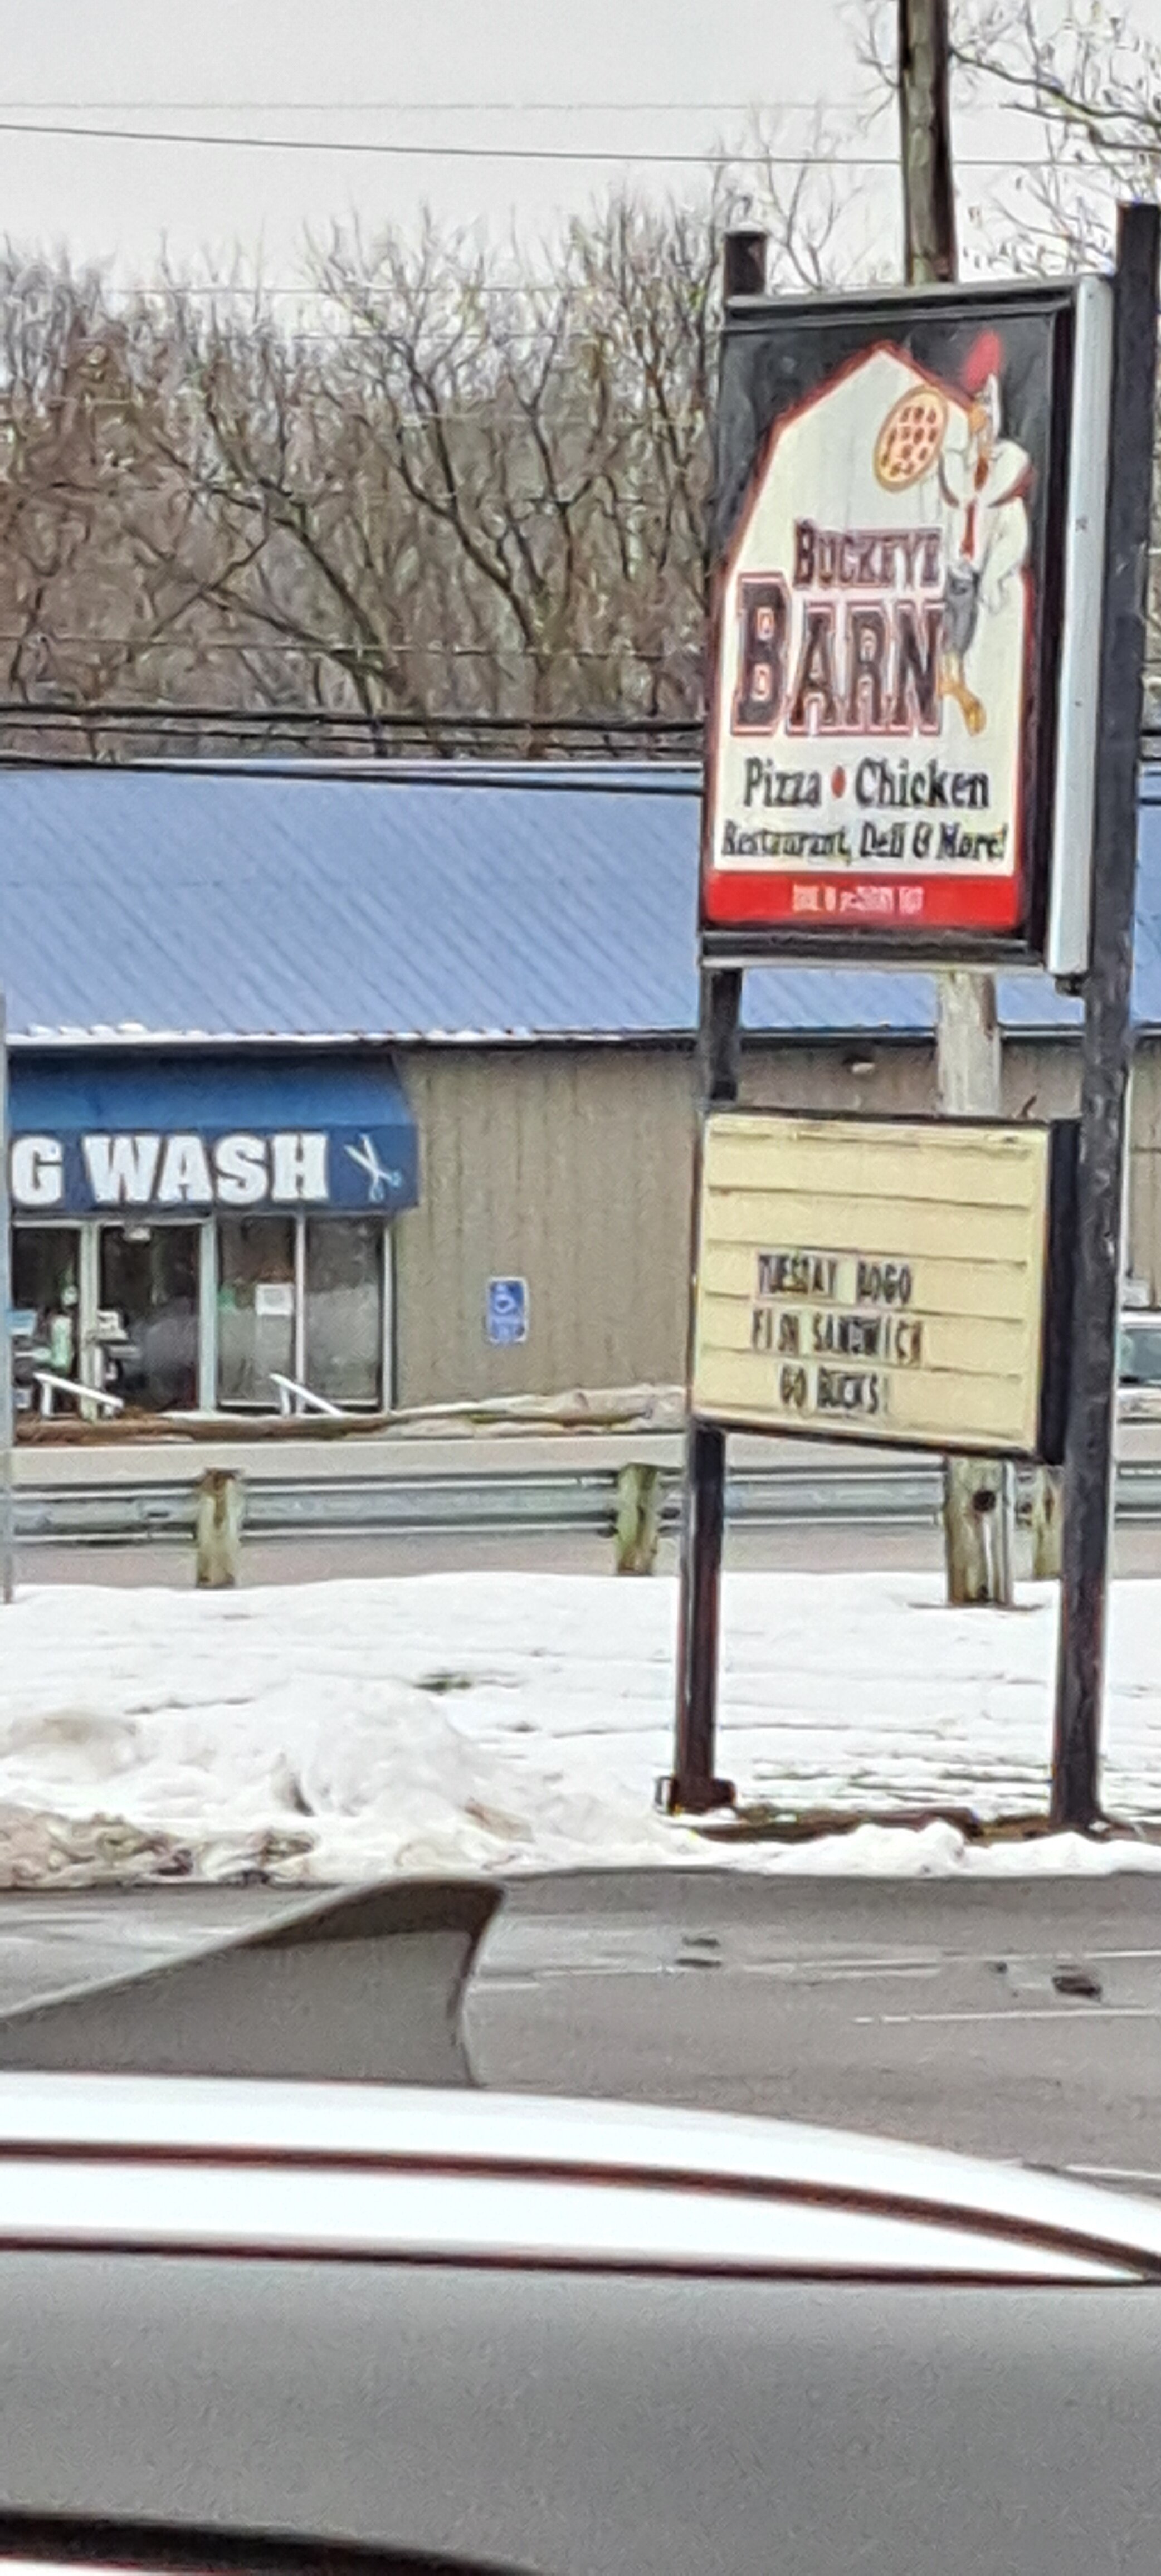 BUCKEYE
BARN
Pizza • Chicken
Restaurant, Deli & More!
G WASH
TUESDAY BOGO
FISH SANDWICH
GO BUCKS!